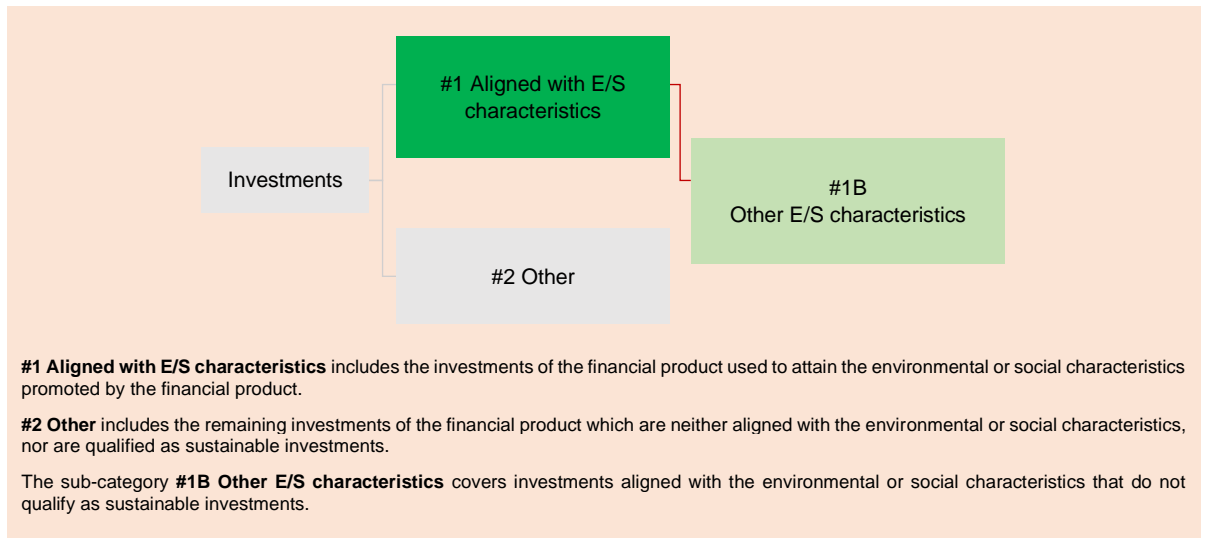 #1 Aligned with E/S
characteristics
Investments
#1B
Other E/S characteristics
#2 Other
#1 Aligned with E/S characteristics includes the investments of the financial product used to attain the environmental or social characteristics
promoted by the financial product.
#2 Other includes the remaining investments of the financial product which are neither aligned with the environmental or social characteristics,
nor are qualified as sustainable investments.
The sub-category #1B Other E/S characteristics covers investments aligned with the environmental or social characteristics that do not
qualify as sustainable investments.